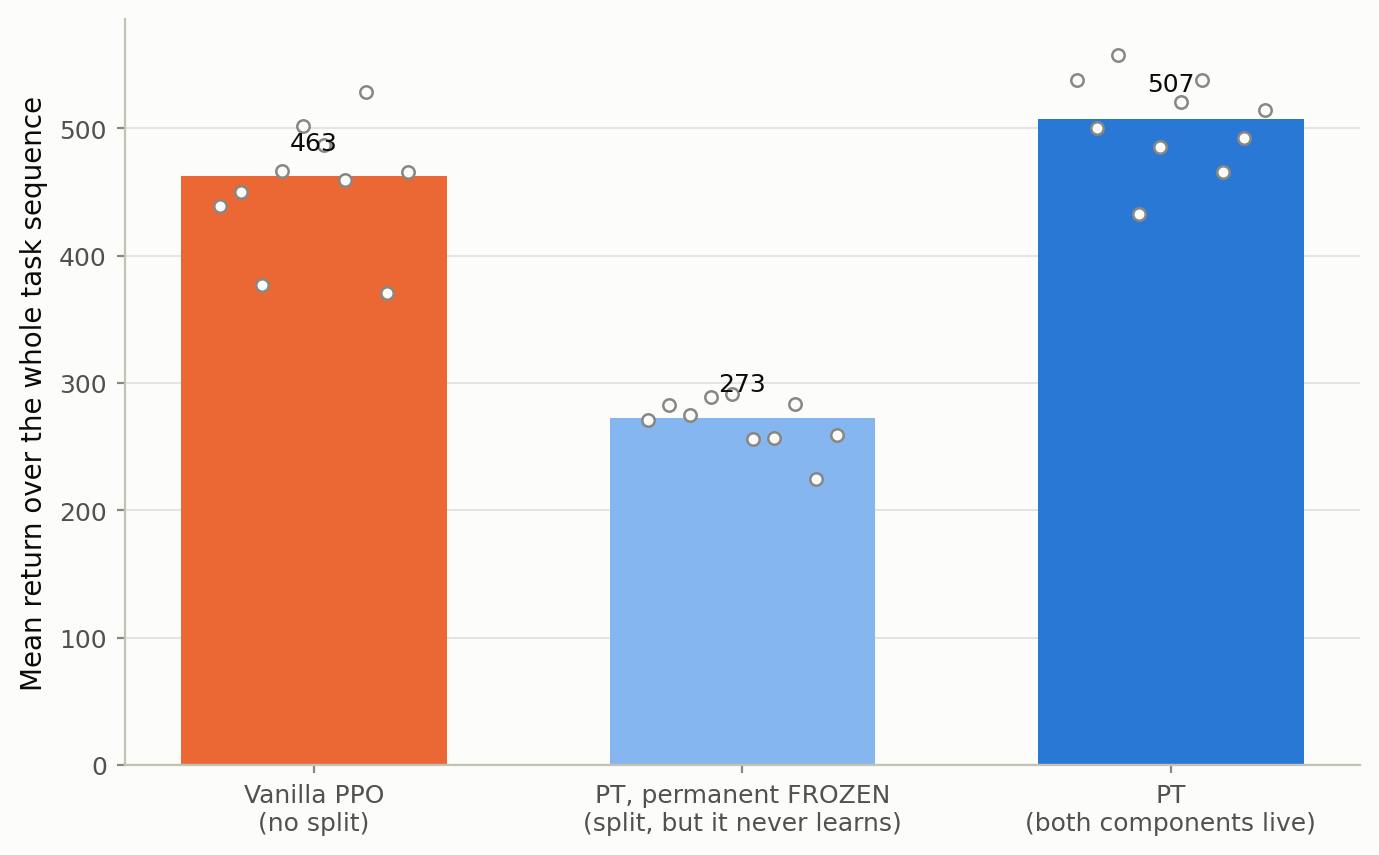 Mean return over the whole task sequence
500
400
300
200
100
0
463
273
507
Vanilla PPO
(no split)
PT, permanent FROZEN
(split, but it never learns)
PT
(both components live)